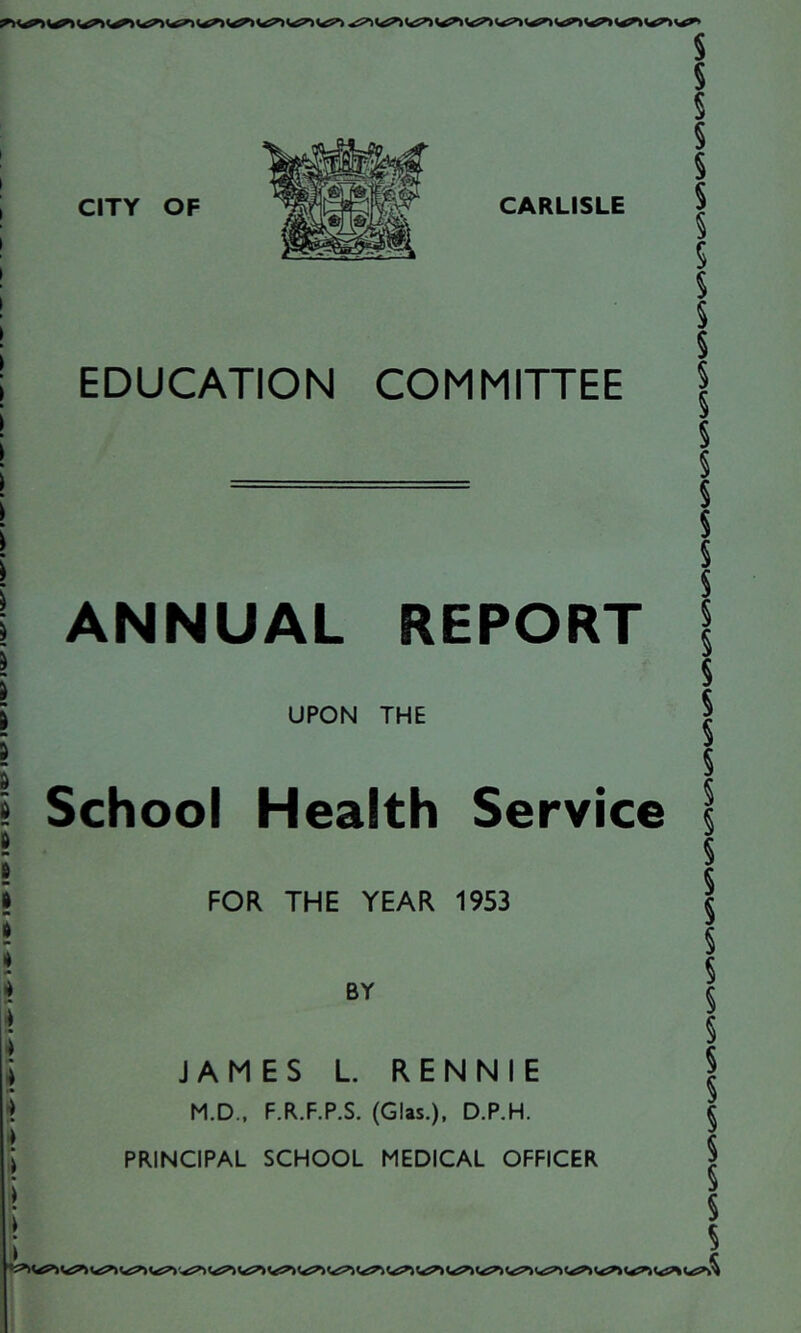 CITY OF CARLISLE
EDUCATION COMMITTEE
ANNUAL REPORT
UPON THE
School Health Service
FOR THE YEAR 1953
BY
JAMES L. RENNIE
M.D., F.R.F.P.S. (Glas.), D.P.H.
PRINCIPAL SCHOOL MEDICAL OFFICER